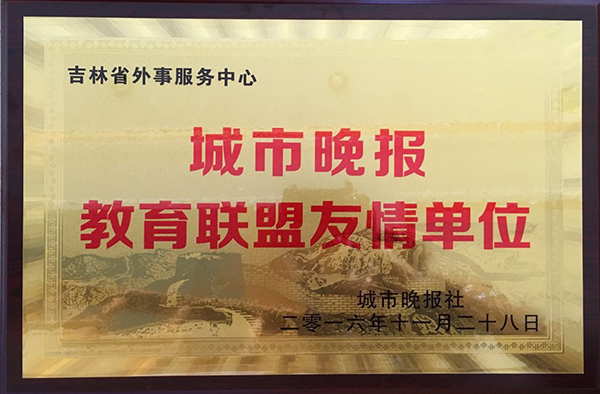 吉林省外事服务中心
城市晚报
教育联盟友情单位
城市晚报社
二零一六年十一月二十八日